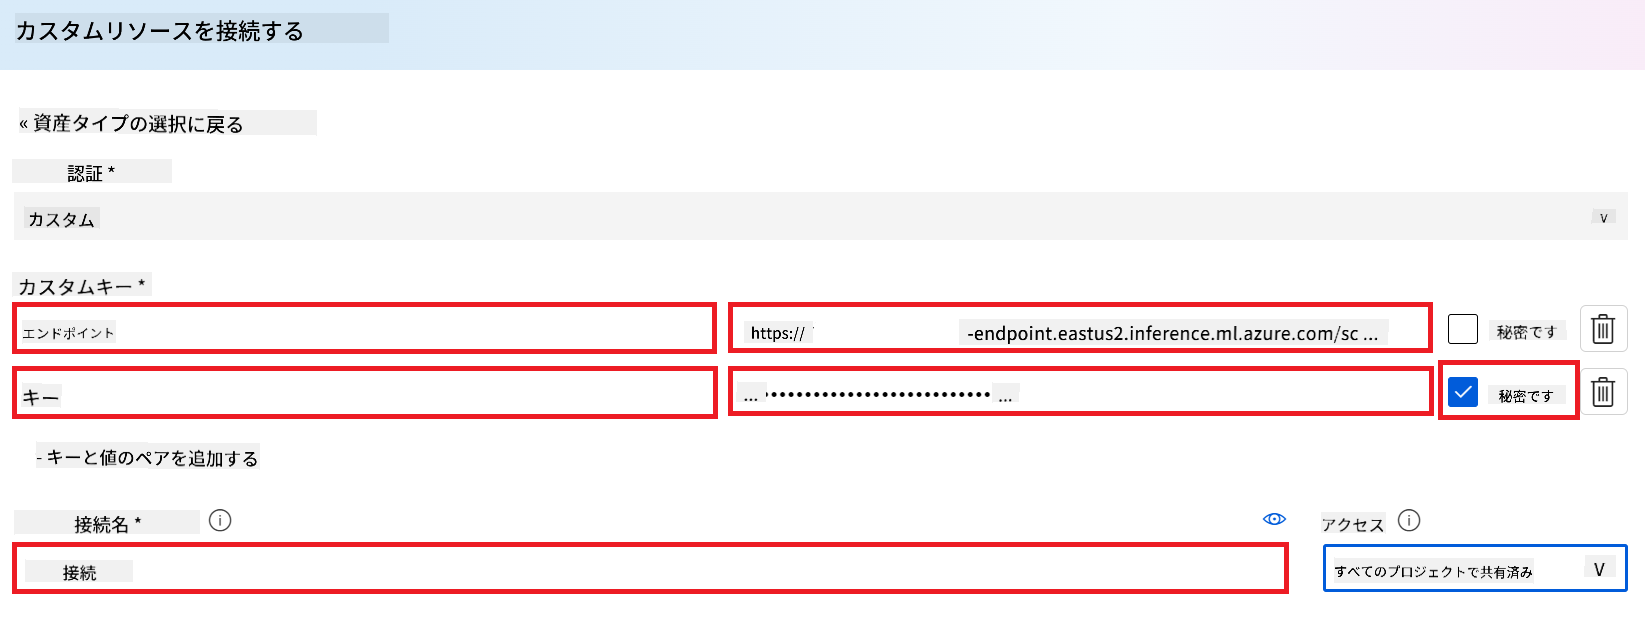 カスタムリソースを接続する
« 資産タイプの選択に戻る
認証 *
カスタム v
カスタムキー *
エンドポイント https:// -endpoint.eastus2.inference.ml.azure.com/sc ... 秘密です
キー ... •••••••••••••••••••••••••••• ... 秘密です
- キーと値のペアを追加する
接続名 * アクセス
接続 すべてのプロジェクトで共有済み V